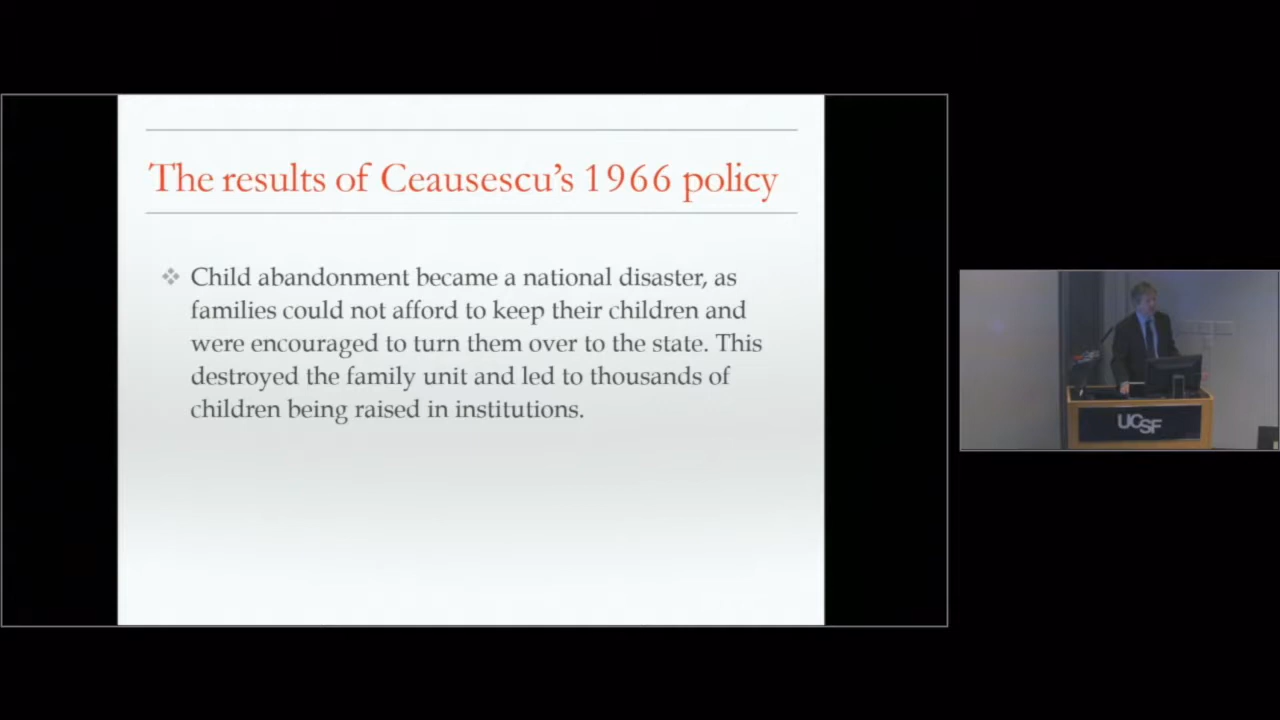 The results of Ceausescu's 1966 policy
❖ Child abandonment became a national disaster, as
families could not afford to keep their children and
were encouraged to turn them over to the state. This
destroyed the family unit and led to thousands of
children being raised in institutions.
UCSF